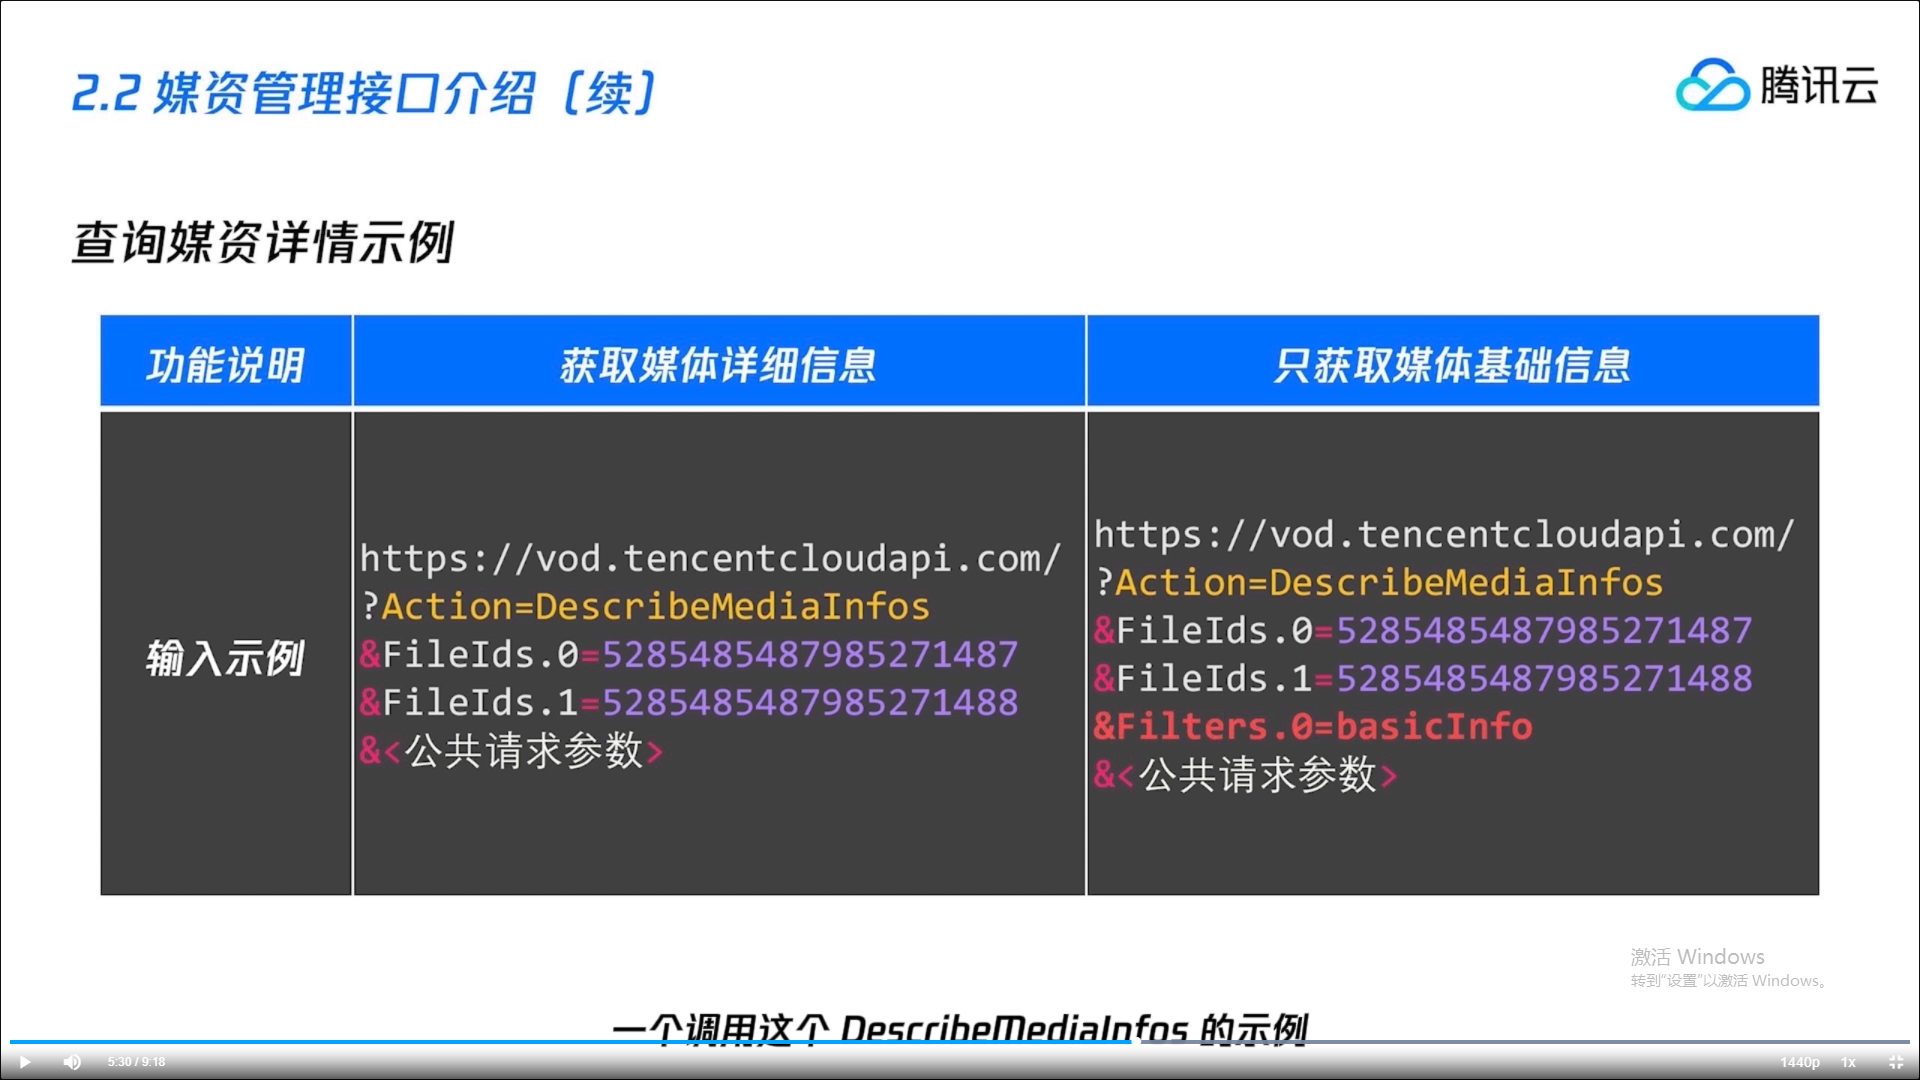 2.2 媒资管理接口介绍（续）
腾讯云
查询媒资详情示例
功能说明
获取媒体详细信息
只获取媒体基础信息
输入示例
https://vod.tencentcloudapi.com/
?Action=DescribeMediaInfos
&FileIds.0=5285485487985271487
&FileIds.1=5285485487985271488
&<公共请求参数>
https://vod.tencentcloudapi.com/
?Action=DescribeMediaInfos
&FileIds.0=5285485487985271487
&FileIds.1=5285485487985271488
&Filters.0=basicInfo
&<公共请求参数>
激活 Windows
转到“设置”以激活 Windows。
一个调用这个 DescribeMediaInfos 的示例
5:30 / 9:18
1440p
1x